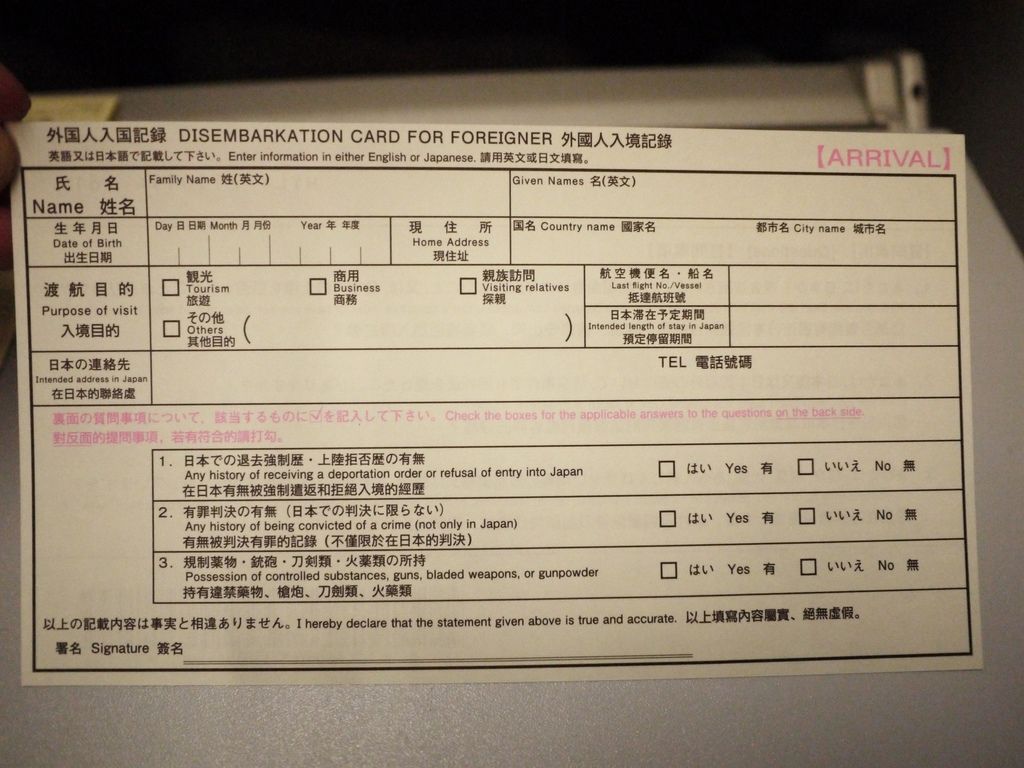 外国人入国記録 DISEMBARKATION CARD FOR FOREIGNER 外國人入境記錄
英語又は日本語で記載して下さい。Enter information in either English or Japanese. 請用英文或日文填寫。
【ARRIVAL】
氏 名
Name 姓名
Family Name 姓(英文)
Given Names 名(英文)
生年月日
Date of Birth
出生日期
Day 日 日期 Month 月 月份 Year 年 年度
現住所
Home Address
現住址
国名 Country name 國家名
都市名 City name 城市名
渡航目的
Purpose of visit
入境目的
観光
Tourism
旅遊
商用
Business
商務
親族訪問
Visiting relatives
探親
その他
Others
其他目的
( )
航空機便名・船名
Last flight No./Vessel
抵達航班號
日本滞在予定期間
Intended length of stay in Japan
預定停留期間
日本の連絡先
Intended address in Japan
在日本的聯絡處
TEL 電話號碼
裏面の質問事項について、該当するものに☑を記入して下さい。Check the boxes for the applicable answers to the questions on the back side.
對反面的提問事項，若有符合的請打勾。
1. 日本での退去強制歴・上陸拒否歴の有無
Any history of receiving a deportation order or refusal of entry into Japan
在日本有無被強制遣返和拒絕入境的經歷
□ はい Yes 有 □ いいえ No 無
2. 有罪判決の有無（日本での判決に限らない）
Any history of being convicted of a crime (not only in Japan)
有無被判決有罪的記錄（不僅限於在日本的判決）
□ はい Yes 有 □ いいえ No 無
3. 規制薬物・銃砲・刀剣類・火薬類の所持
Possession of controlled substances, guns, bladed weapons, or gunpowder
持有違禁藥物、槍炮、刀劍類、火藥類
□ はい Yes 有 □ いいえ No 無
以上の記載内容は事実と相違ありません。I hereby declare that the statement given above is true and accurate. 以上填寫內容屬實、絕無虛假。
署名 Signature 簽名